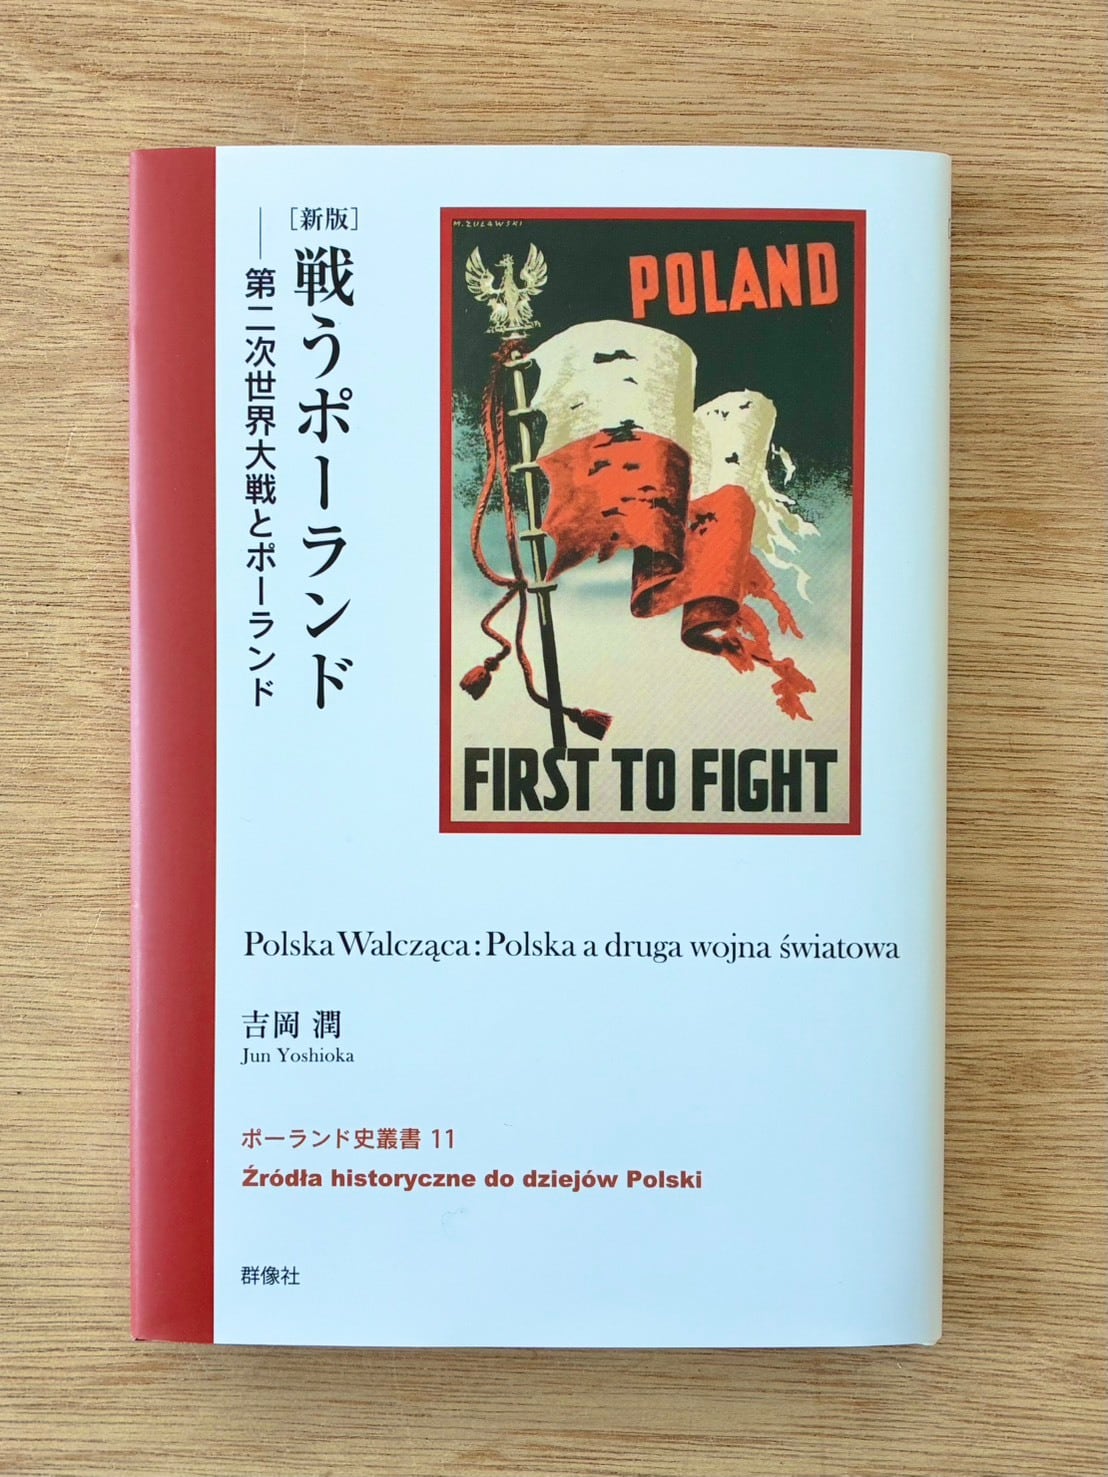 [新版]
戦うポーランド
──第二次世界大戦とポーランド
M. ŻUŁAWSKI
POLAND
FIRST TO FIGHT
Polska Walcząca: Polska a druga wojna światowa
吉岡 潤
Jun Yoshioka
ポーランド史叢書 11
Źródła historyczne do dziejów Polski
群像社